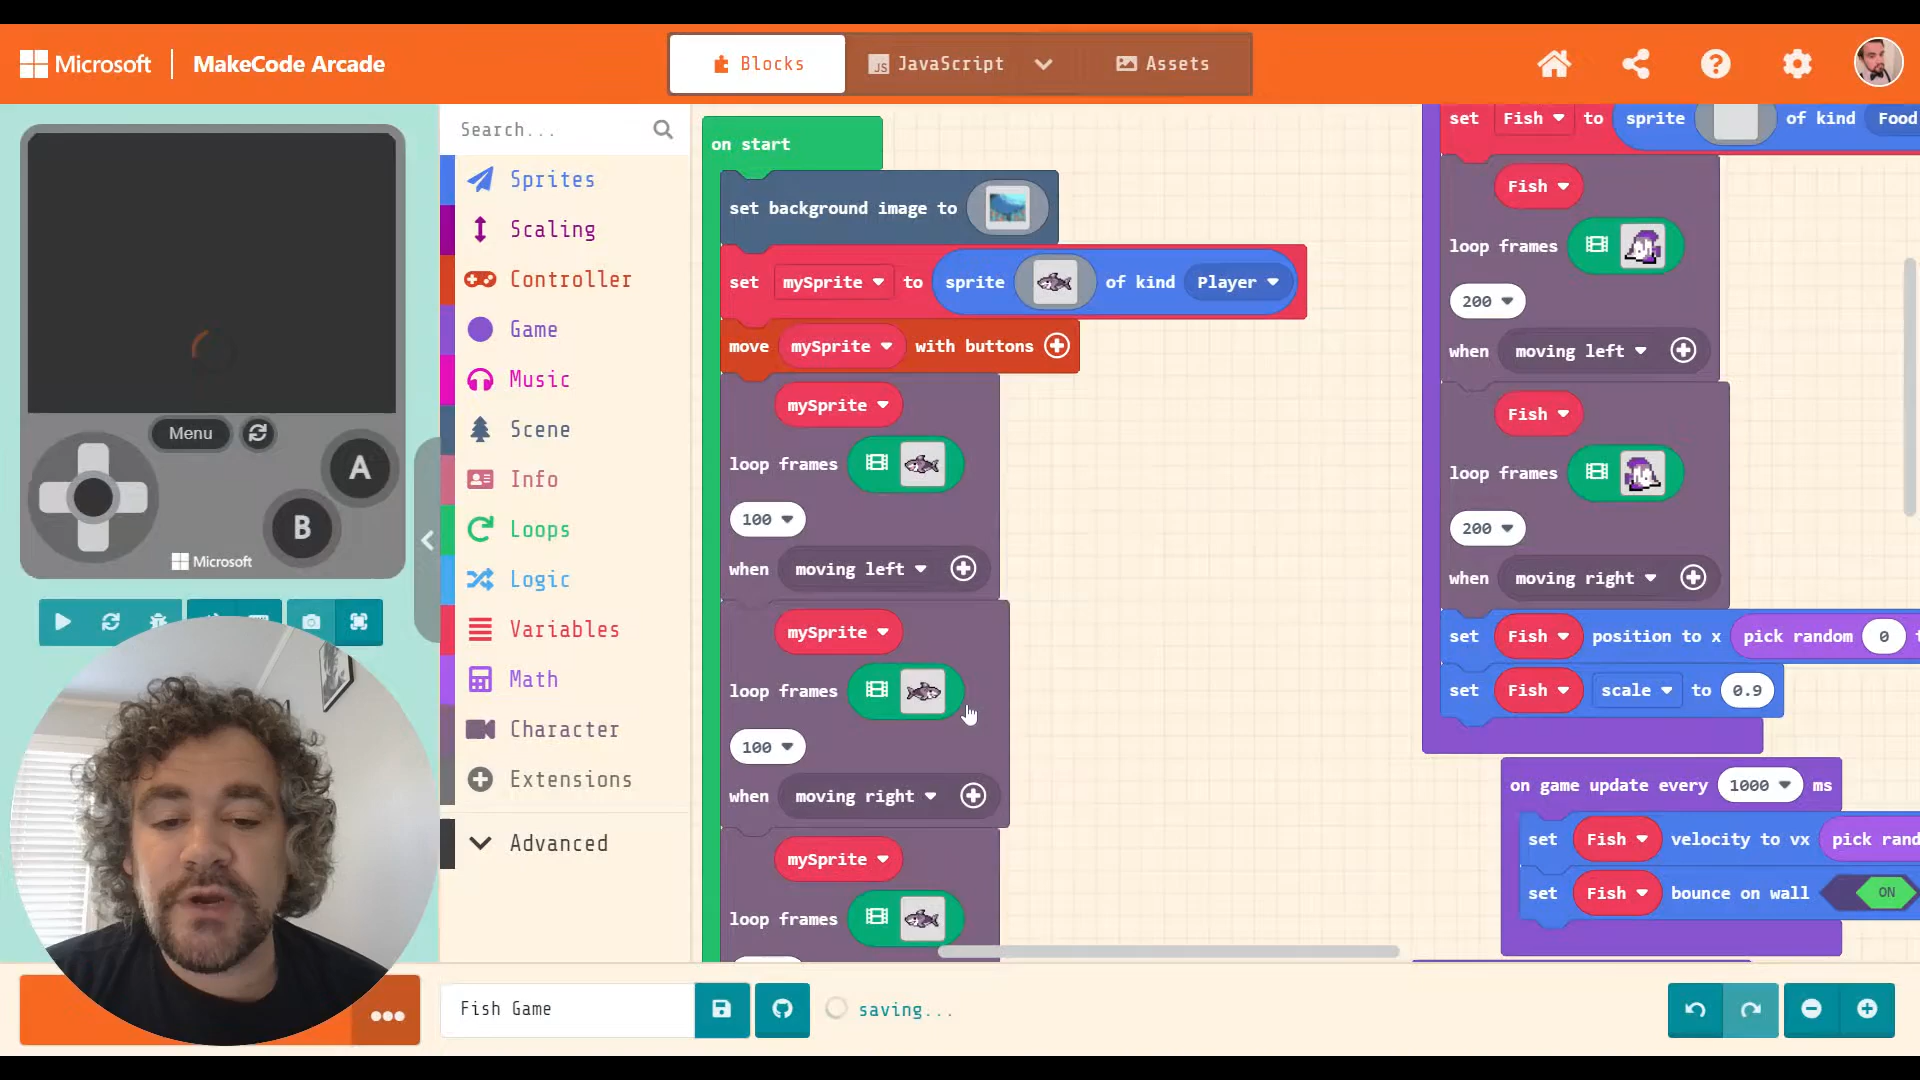 Microsoft | MakeCode Arcade
Blocks
JS JavaScript
Assets
Menu
A
B
Microsoft
Search...
Sprites
Scaling
Controller
Game
Music
Scene
Info
Loops
Logic
Variables
Math
Character
Extensions
Advanced
on start
set background image to
set mySprite to sprite of kind Player
move mySprite with buttons
mySprite
loop frames
100
when moving left
mySprite
loop frames
100
when moving right
mySprite
loop frames
set Fish to sprite of kind Food
Fish
loop frames
200
when moving left
Fish
loop frames
200
when moving right
set Fish position to x pick random 0
set Fish scale to 0.9
on game update every 1000 ms
set Fish velocity to vx pick rand
set Fish bounce on wall ON
Fish Game
saving...